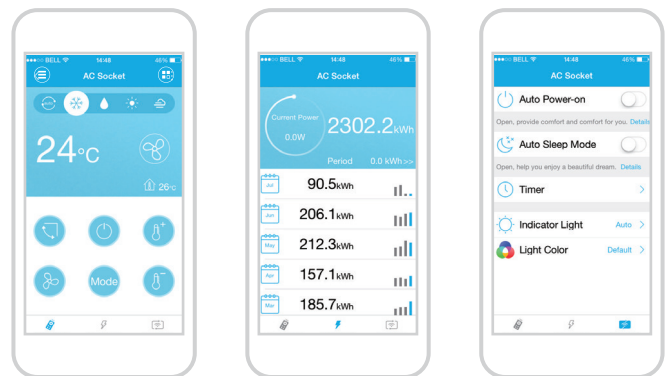 BELL 14:48 46%
AC Socket
24°C
26°C
Mode
BELL 14:48 46%
AC Socket
Current Power
0.0W
2302.2kWh
Period 0.0 kWh>>
Jul 90.5kWh
Jun 206.1kWh
May 212.3kWh
Apr 157.1kWh
Mar 185.7kWh
BELL 14:48 46%
AC Socket
Auto Power-on
Open, provide comfort and comfort for you. Details
Auto Sleep Mode
Open, help you enjoy a beautiful dream. Details
Timer
Indicator Light Auto
Light Color Default